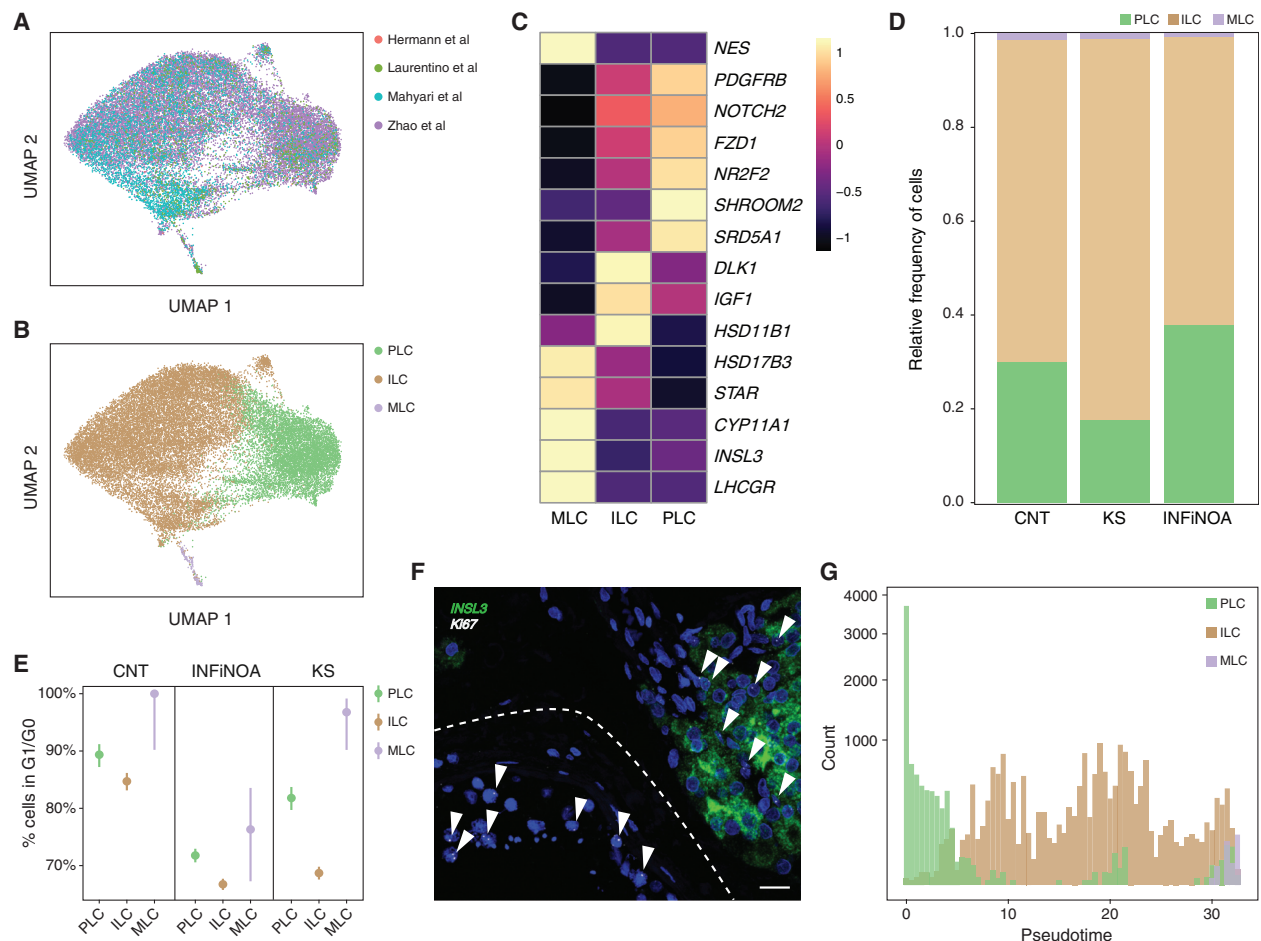 A
UMAP 2
UMAP 1
Hermann et al
Laurentino et al
Mahyari et al
Zhao et al
B
UMAP 2
UMAP 1
PLC
ILC
MLC
C
NES
PDGFRB
NOTCH2
FZD1
NR2F2
SHROOM2
SRD5A1
DLK1
IGF1
HSD11B1
HSD17B3
STAR
CYP11A1
INSL3
LHCGR
MLC ILC PLC
1
0.5
0
−0.5
−1
D
PLC ILC MLC
Relative frequency of cells
1.0
0.8
0.6
0.4
0.2
0.0
CNT KS INFiNOA
E
CNT INFiNOA KS
% cells in G1/G0
100%
90%
80%
70%
PLC ILC MLC PLC ILC MLC PLC ILC MLC
PLC
ILC
MLC
F
INSL3
KI67
G
Count
4000
3000
2000
1000
0 10 20 30
Pseudotime
PLC
ILC
MLC